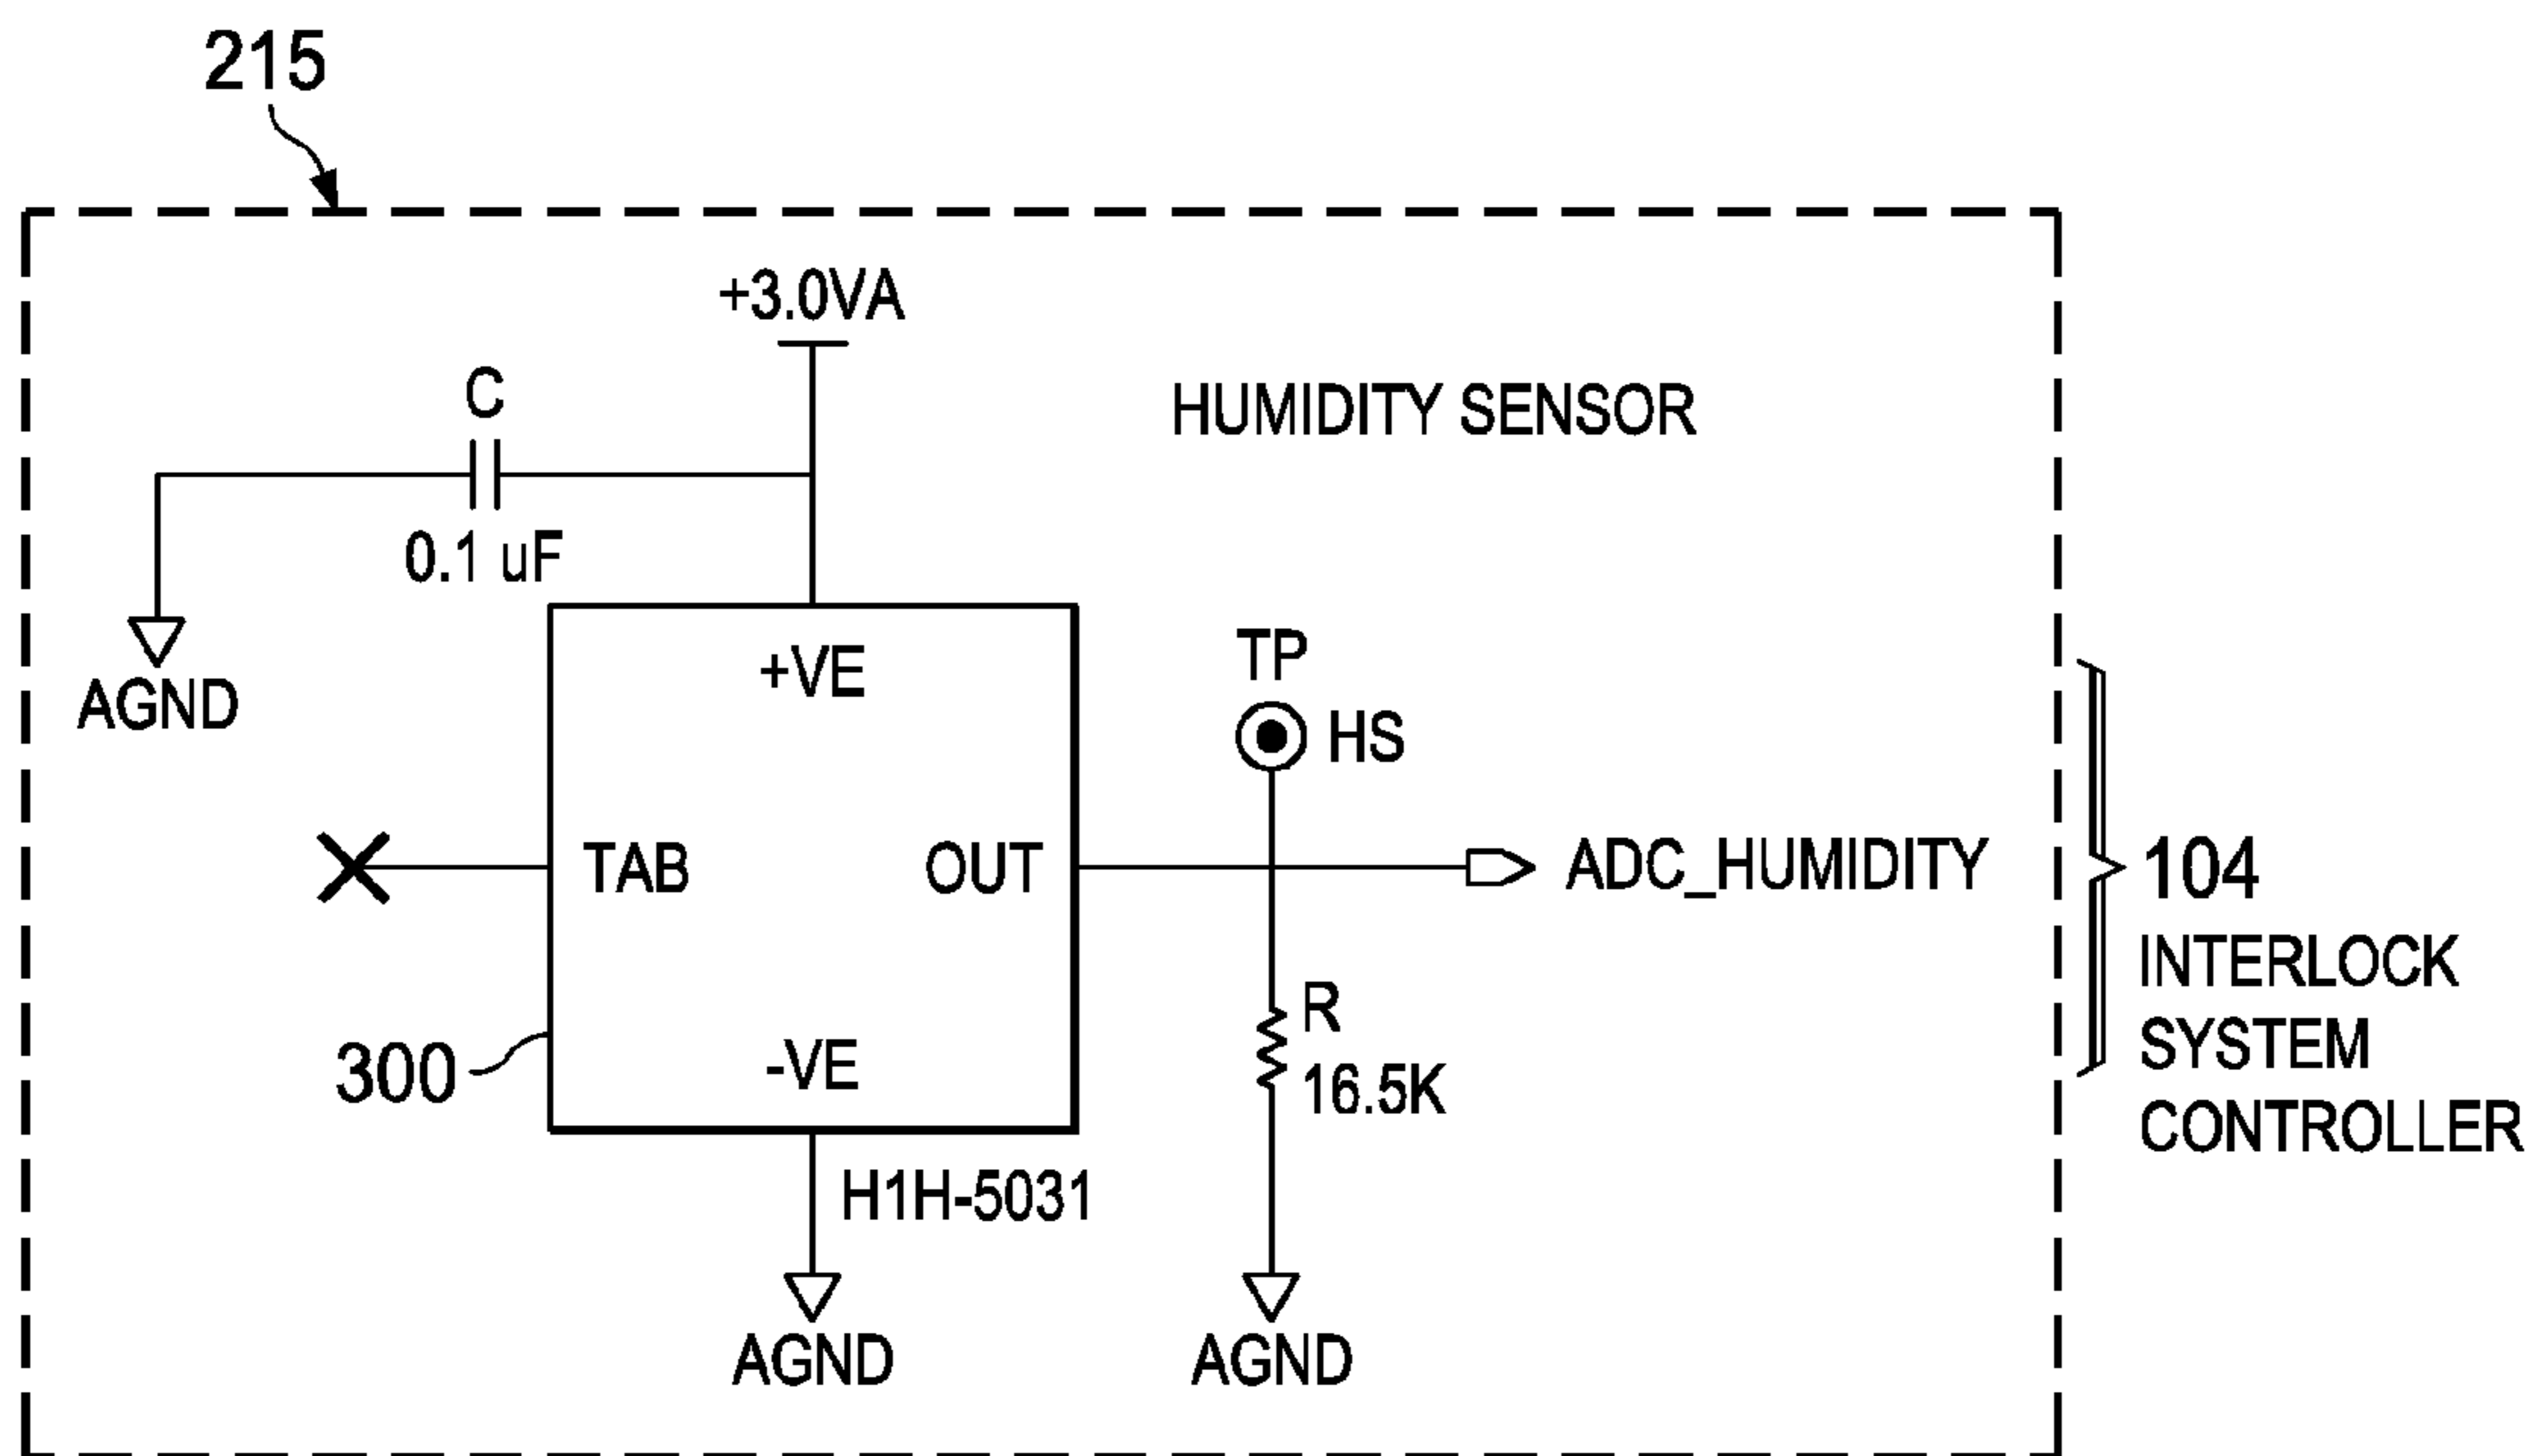 215
+3.0VA
C
HUMIDITY SENSOR
0.1 uF
AGND
+VE
TP
HS
TAB
OUT
ADC_HUMIDITY
104
INTERLOCK
SYSTEM
CONTROLLER
300
-VE
R
16.5K
H1H-5031
AGND
AGND